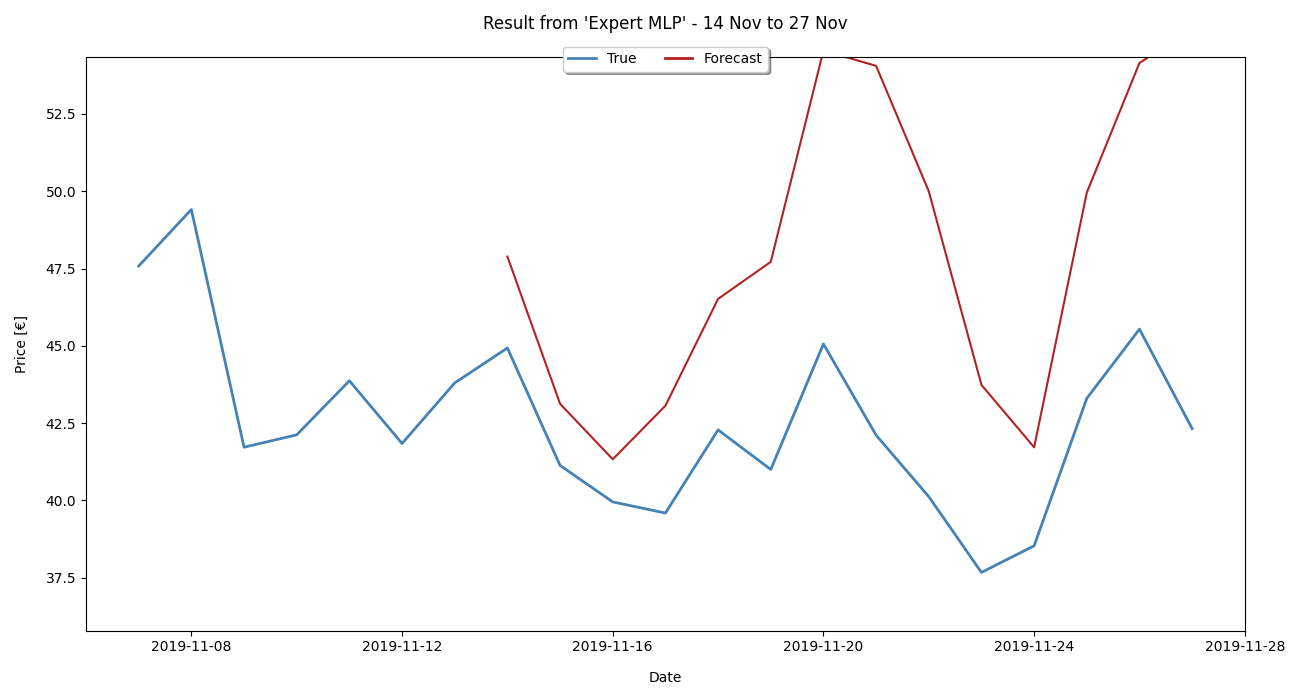 Result from 'Expert MLP' - 14 Nov to 27 Nov
True Forecast
52.5
50.0
47.5
45.0
42.5
40.0
37.5
Price [€]
2019-11-08 2019-11-12 2019-11-16 2019-11-20 2019-11-24 2019-11-28
Date